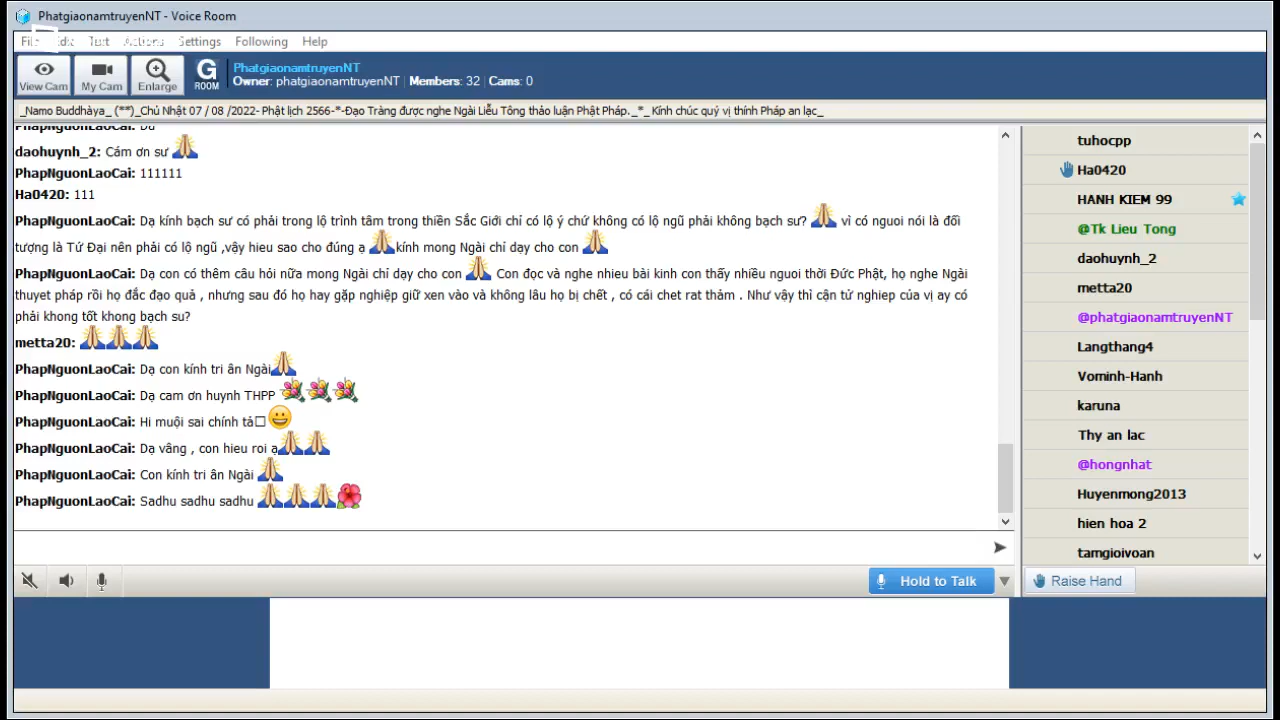 PhatgiaonamtruyenNT - Voice Room
Settings Following Help
View Cam My Cam Enlarge
G ROOM
PhatgiaonamtruyenNT
Owner: phatgiaonamtruyenNT | Members: 32 | Cams: 0
_Namo Buddhàya_ (**)_Chủ Nhật 07 / 08 /2022- Phật lịch 2566-*-Đạo Tràng được nghe Ngài Liễu Tông thảo luận Phật Pháp._*_ Kính chúc quý vị thính Pháp an lạc_
PhapNguonLaoCai: Dạ
daohuynh_2: Cám ơn sư 🙏
PhapNguonLaoCai: 111111
Ha0420: 111
PhapNguonLaoCai: Dạ kính bạch sư có phải trong lộ trình tâm trong thiền Sắc Giới chỉ có lộ ý chứ không có lộ ngũ phải không bạch sư? 🙏 vì có nguoi nói là đối
tượng là Tứ Đại nên phải có lộ ngũ ,vậy hieu sao cho đúng ạ 🙏kính mong Ngài chỉ dạy cho con 🙏
PhapNguonLaoCai: Dạ con có thêm câu hỏi nữa mong Ngài chỉ dạy cho con 🙏 Con đọc và nghe nhieu bài kinh con thấy nhiều nguoi thời Đức Phật, họ nghe Ngài
thuyet pháp rồi họ đắc đạo quả , nhưng sau đó họ hay gặp nghiệp giữ xen vào và không lâu họ bị chết , có cái chet rat thảm . Như vậy thì cận tử nghiep của vị ay có
phải khong tốt khong bạch su?
metta20: 🙏🙏🙏
PhapNguonLaoCai: Dạ con kính tri ân Ngài🙏
PhapNguonLaoCai: Dạ cam ơn huynh THPP 💐💐💐
PhapNguonLaoCai: Hi muội sai chính tả□😀
PhapNguonLaoCai: Dạ vâng , con hieu roi ạ🙏🙏
PhapNguonLaoCai: Con kính tri ân Ngài 🙏
PhapNguonLaoCai: Sadhu sadhu sadhu 🙏🙏🙏🌺
Hold to Talk
tuhocpp
Ha0420
HANH KIEM 99
@Tk Lieu Tong
daohuynh_2
metta20
@phatgiaonamtruyenNT
Langthang4
Vominh-Hanh
karuna
Thy an lac
@hongnhat
Huyenmong2013
hien hoa 2
tamgioivoan
Raise Hand